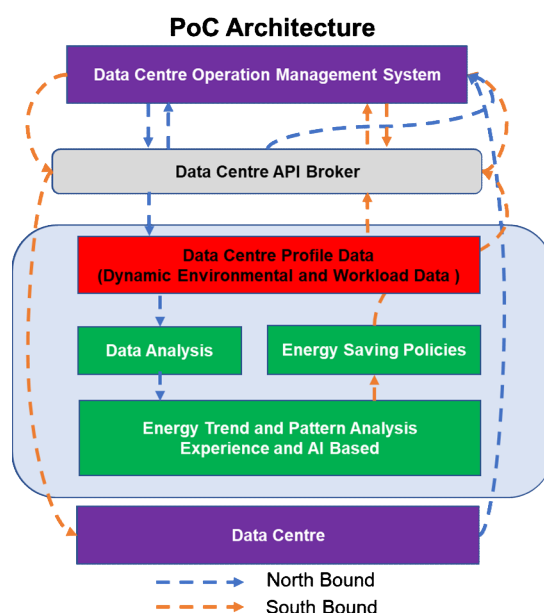 PoC Architecture
Data Centre Operation Management System
Data Centre API Broker
Data Centre Profile Data
(Dynamic Environmental and Workload Data )
Data Analysis
Energy Saving Policies
Energy Trend and Pattern Analysis
Experience and AI Based
Data Centre
North Bound
South Bound